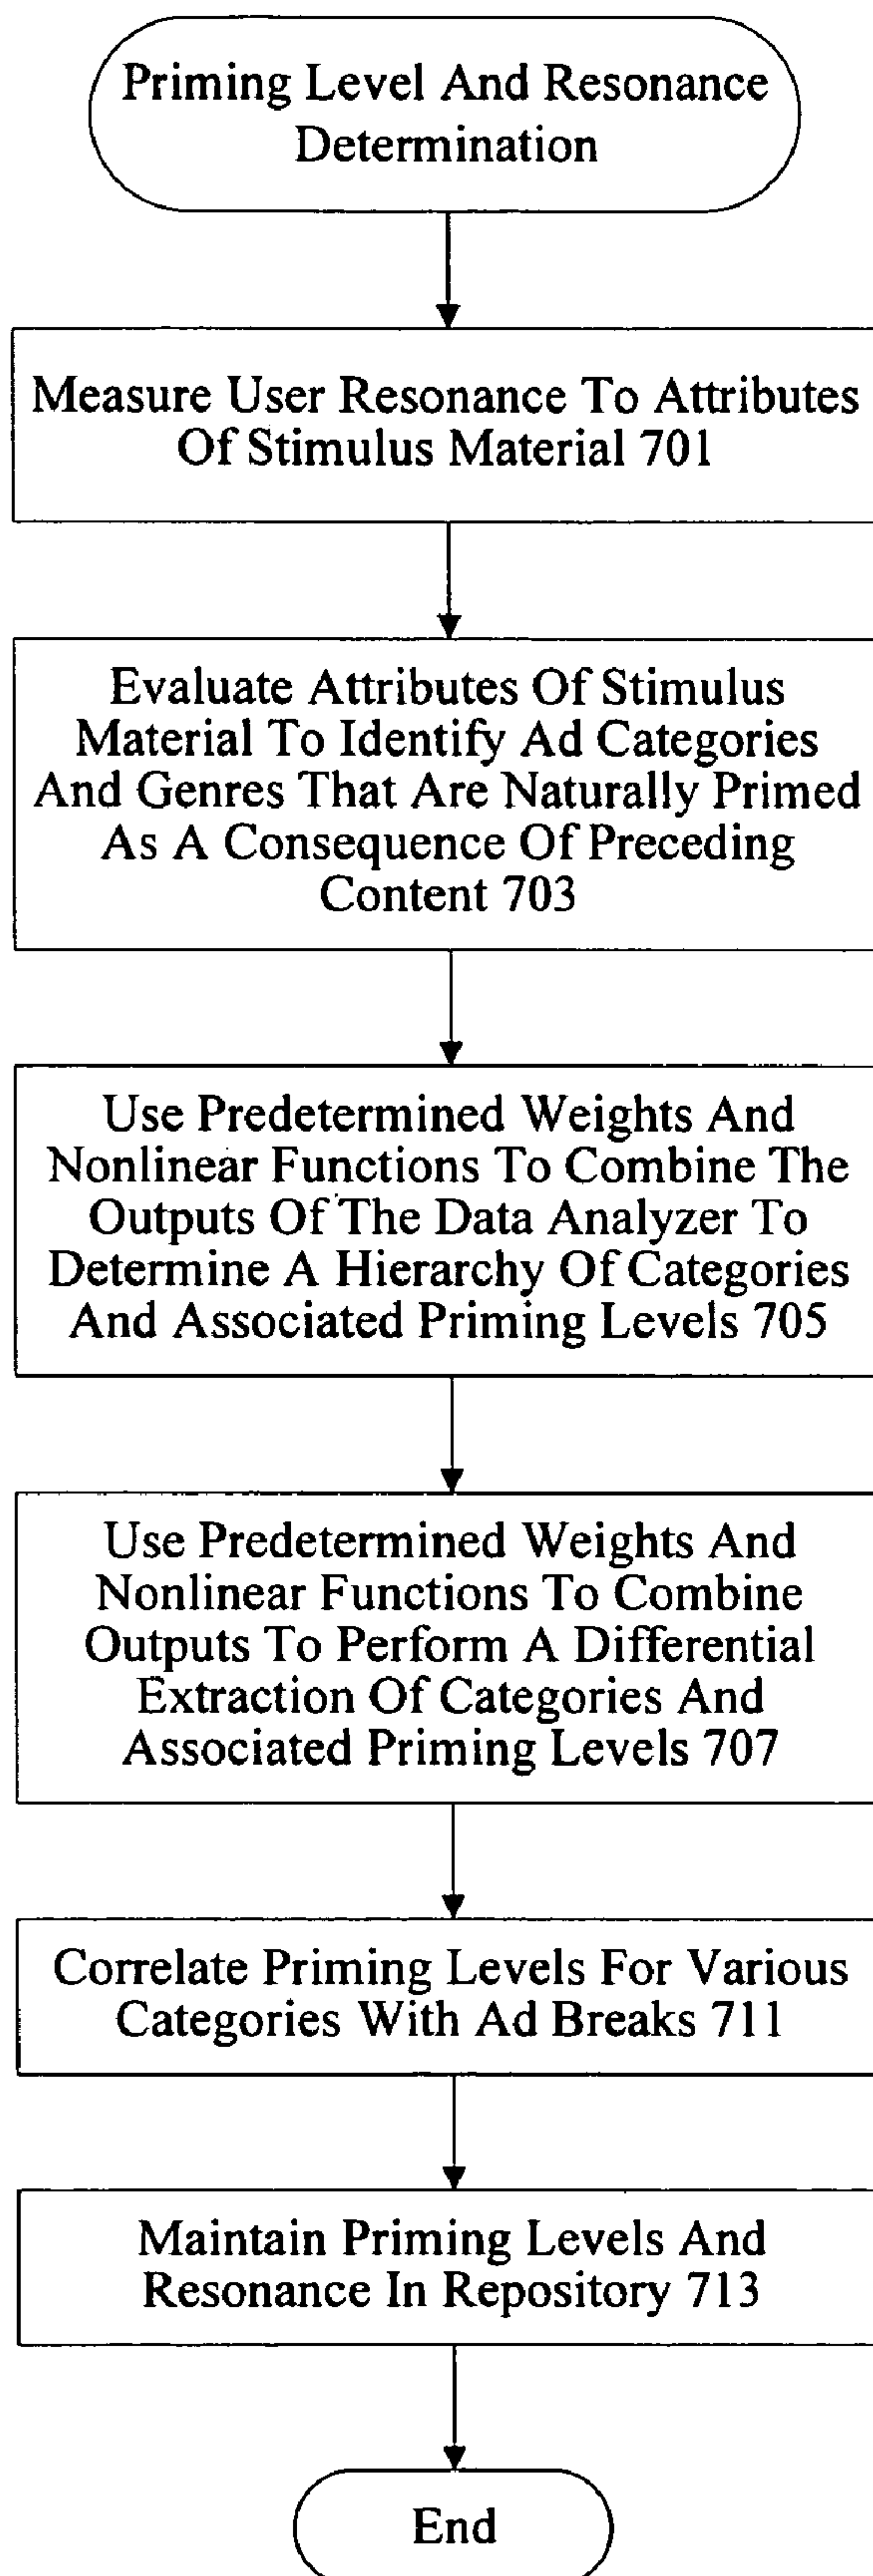 Priming Level And Resonance
Determination
Measure User Resonance To Attributes
Of Stimulus Material 701
Evaluate Attributes Of Stimulus
Material To Identify Ad Categories
And Genres That Are Naturally Primed
As A Consequence Of Preceding
Content 703
Use Predetermined Weights And
Nonlinear Functions To Combine The
Outputs Of The Data Analyzer To
Determine A Hierarchy Of Categories
And Associated Priming Levels 705
Use Predetermined Weights And
Nonlinear Functions To Combine
Outputs To Perform A Differential
Extraction Of Categories And
Associated Priming Levels 707
Correlate Priming Levels For Various
Categories With Ad Breaks 711
Maintain Priming Levels And
Resonance In Repository 713
End